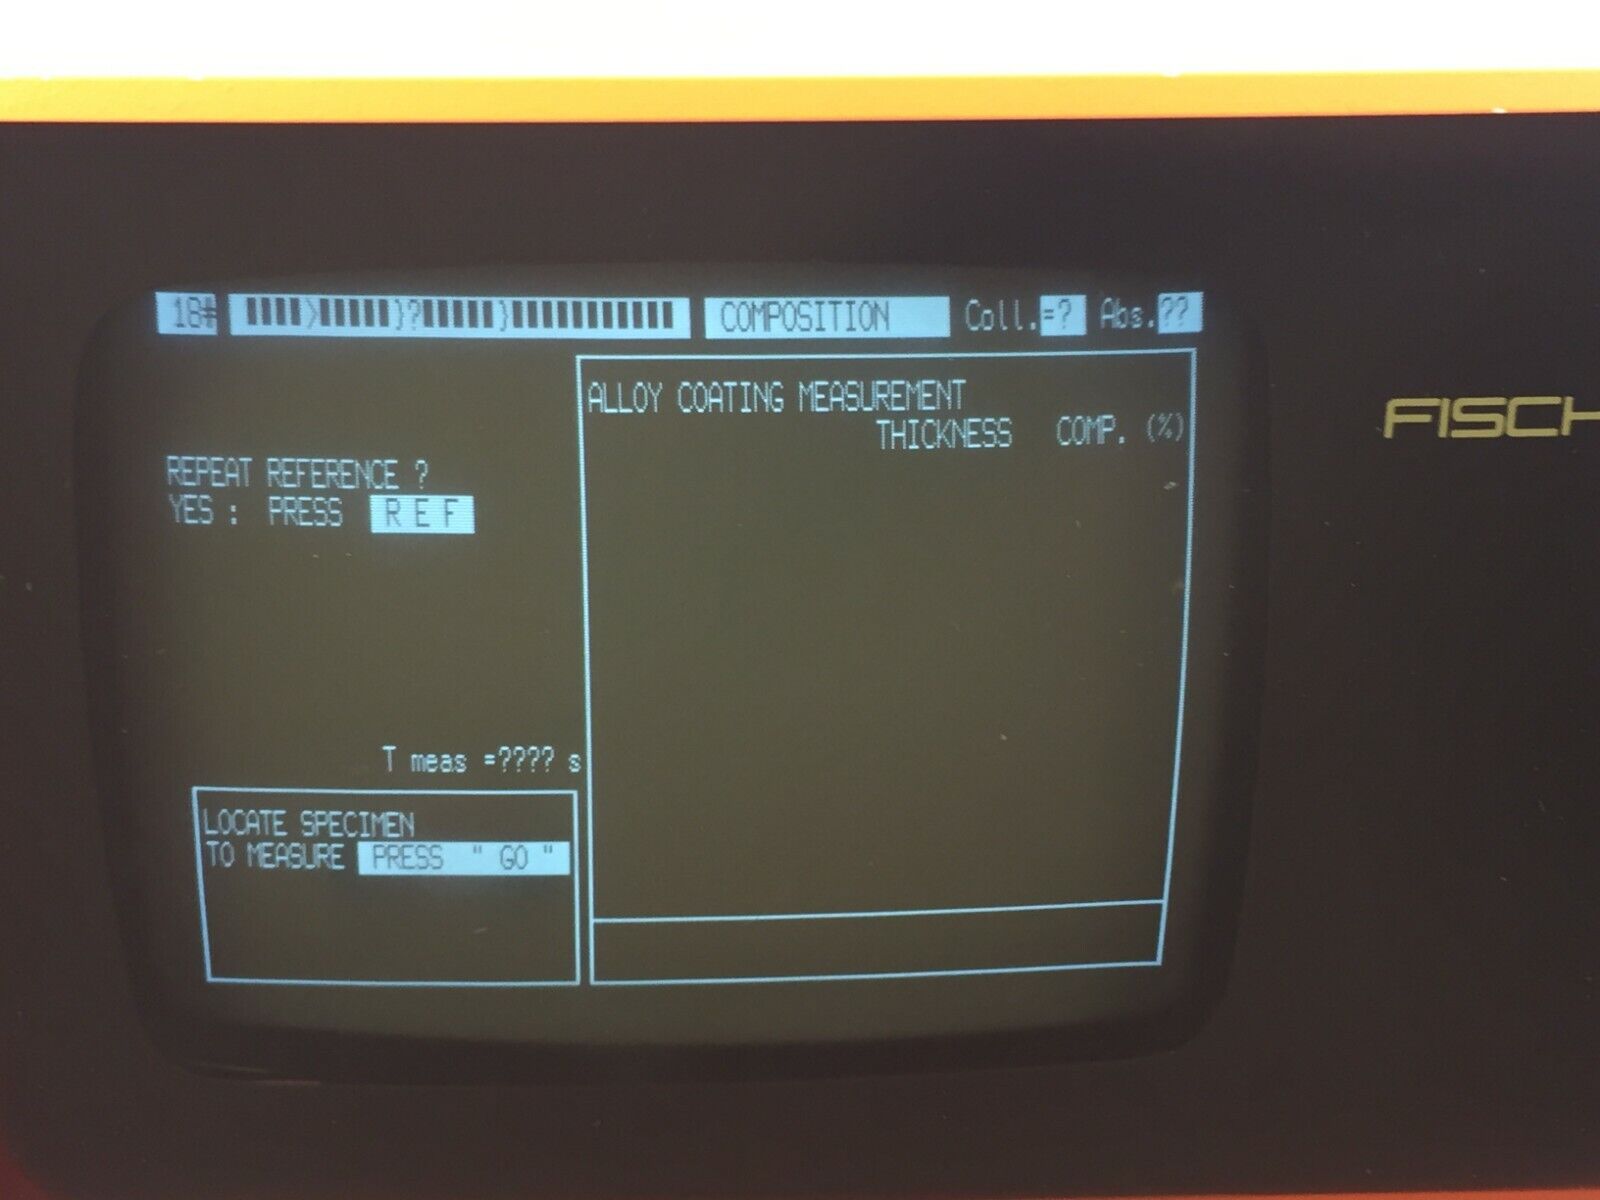 18#
COMPOSITION
Coll.=? Abs.??
ALLOY COATING MEASUREMENT
THICKNESS COMP. (%)
REPEAT REFERENCE ?
YES : PRESS REF
T meas =???? s
LOCATE SPECIMEN
TO MEASURE PRESS " GO "
FISCH